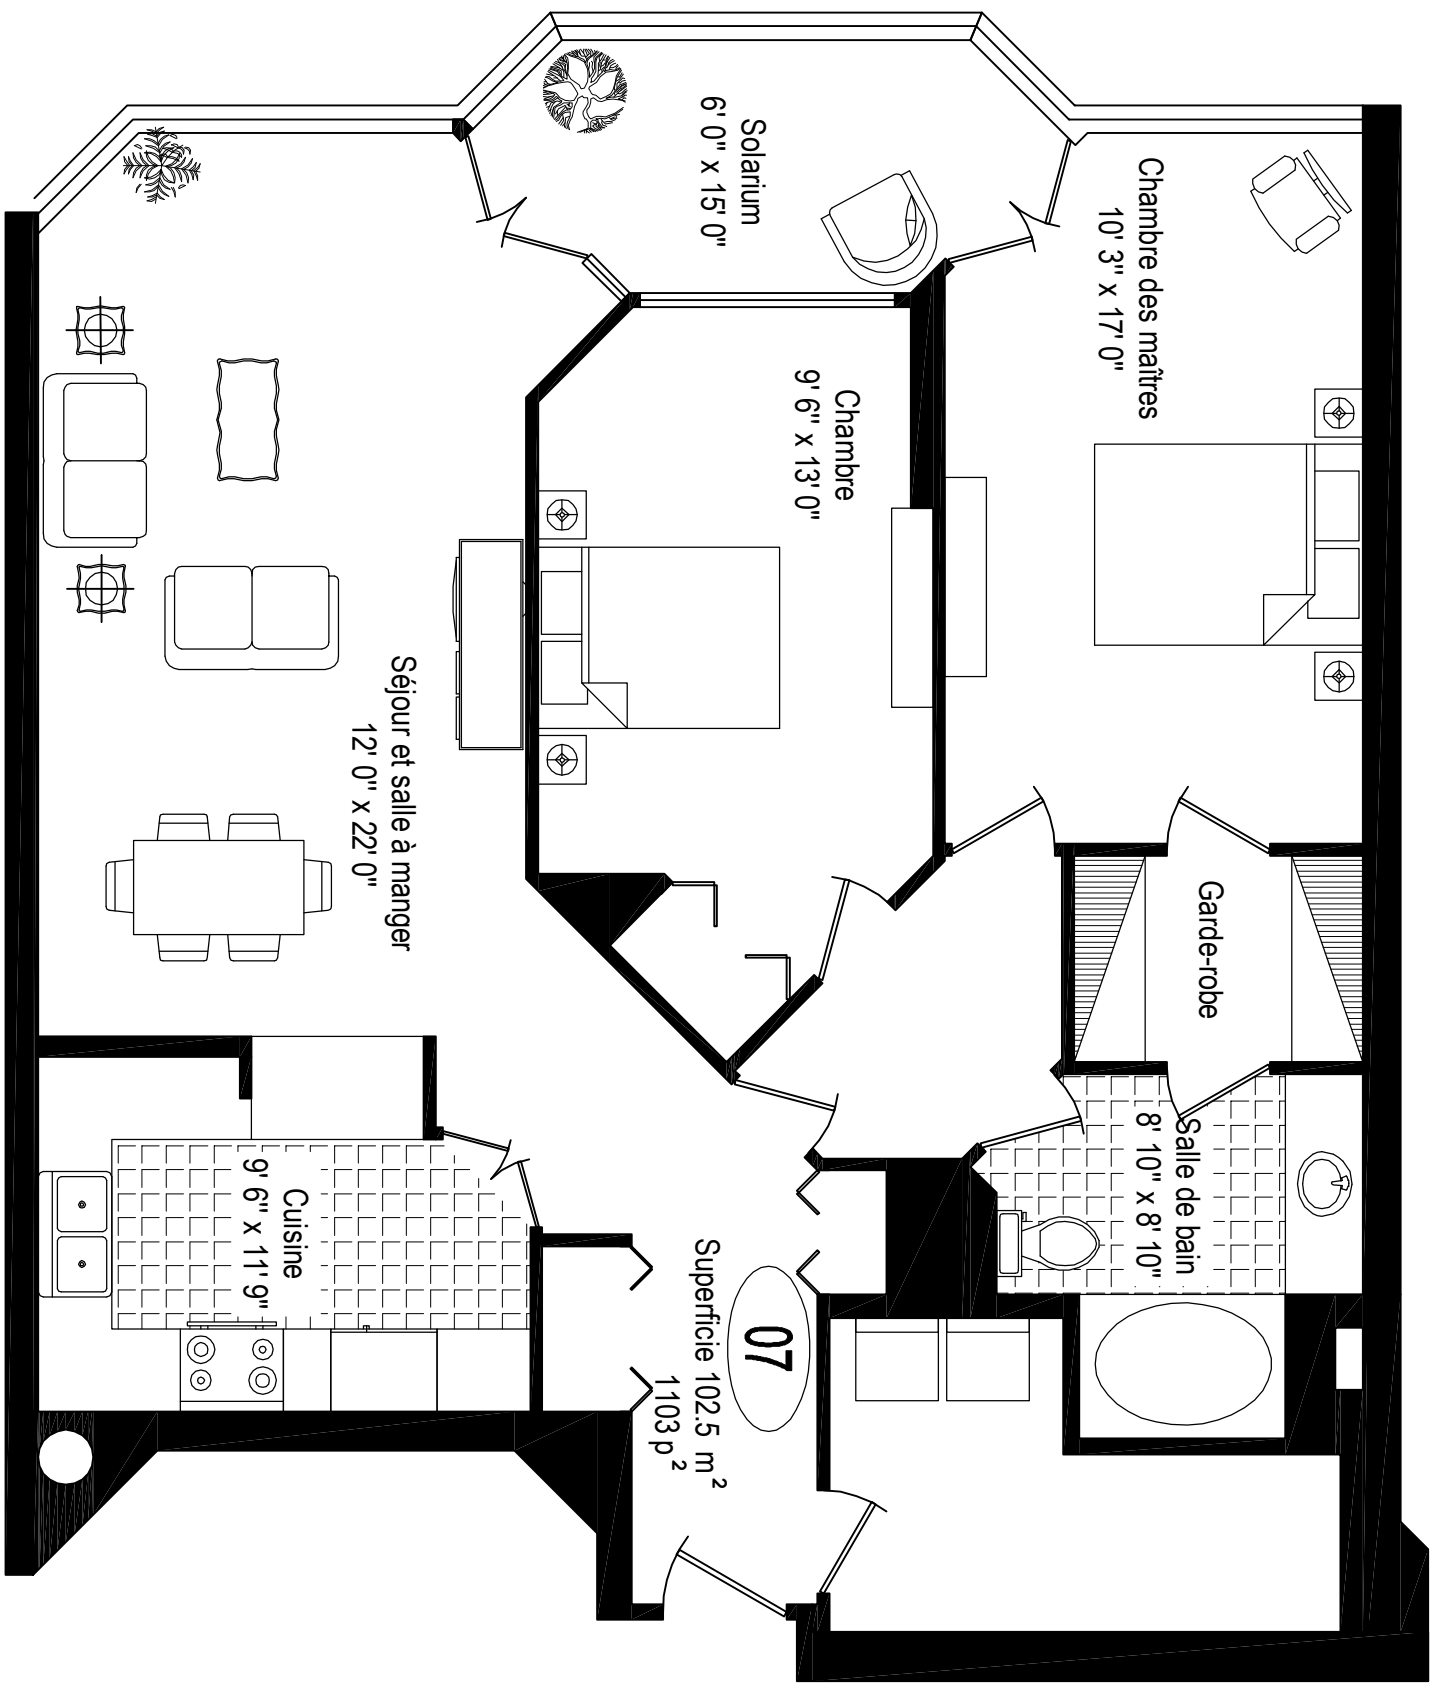 Solarium
6' 0" x 15' 0"
Chambre des maîtres
10' 3" x 17' 0"
Chambre
9' 6" x 13' 0"
Séjour et salle à manger
12' 0" x 22' 0"
Garde-robe
Salle de bain
8' 10" x 8' 10"
Cuisine
9' 6" x 11' 9"
07
Superficie 102.5 m²
1103 p²